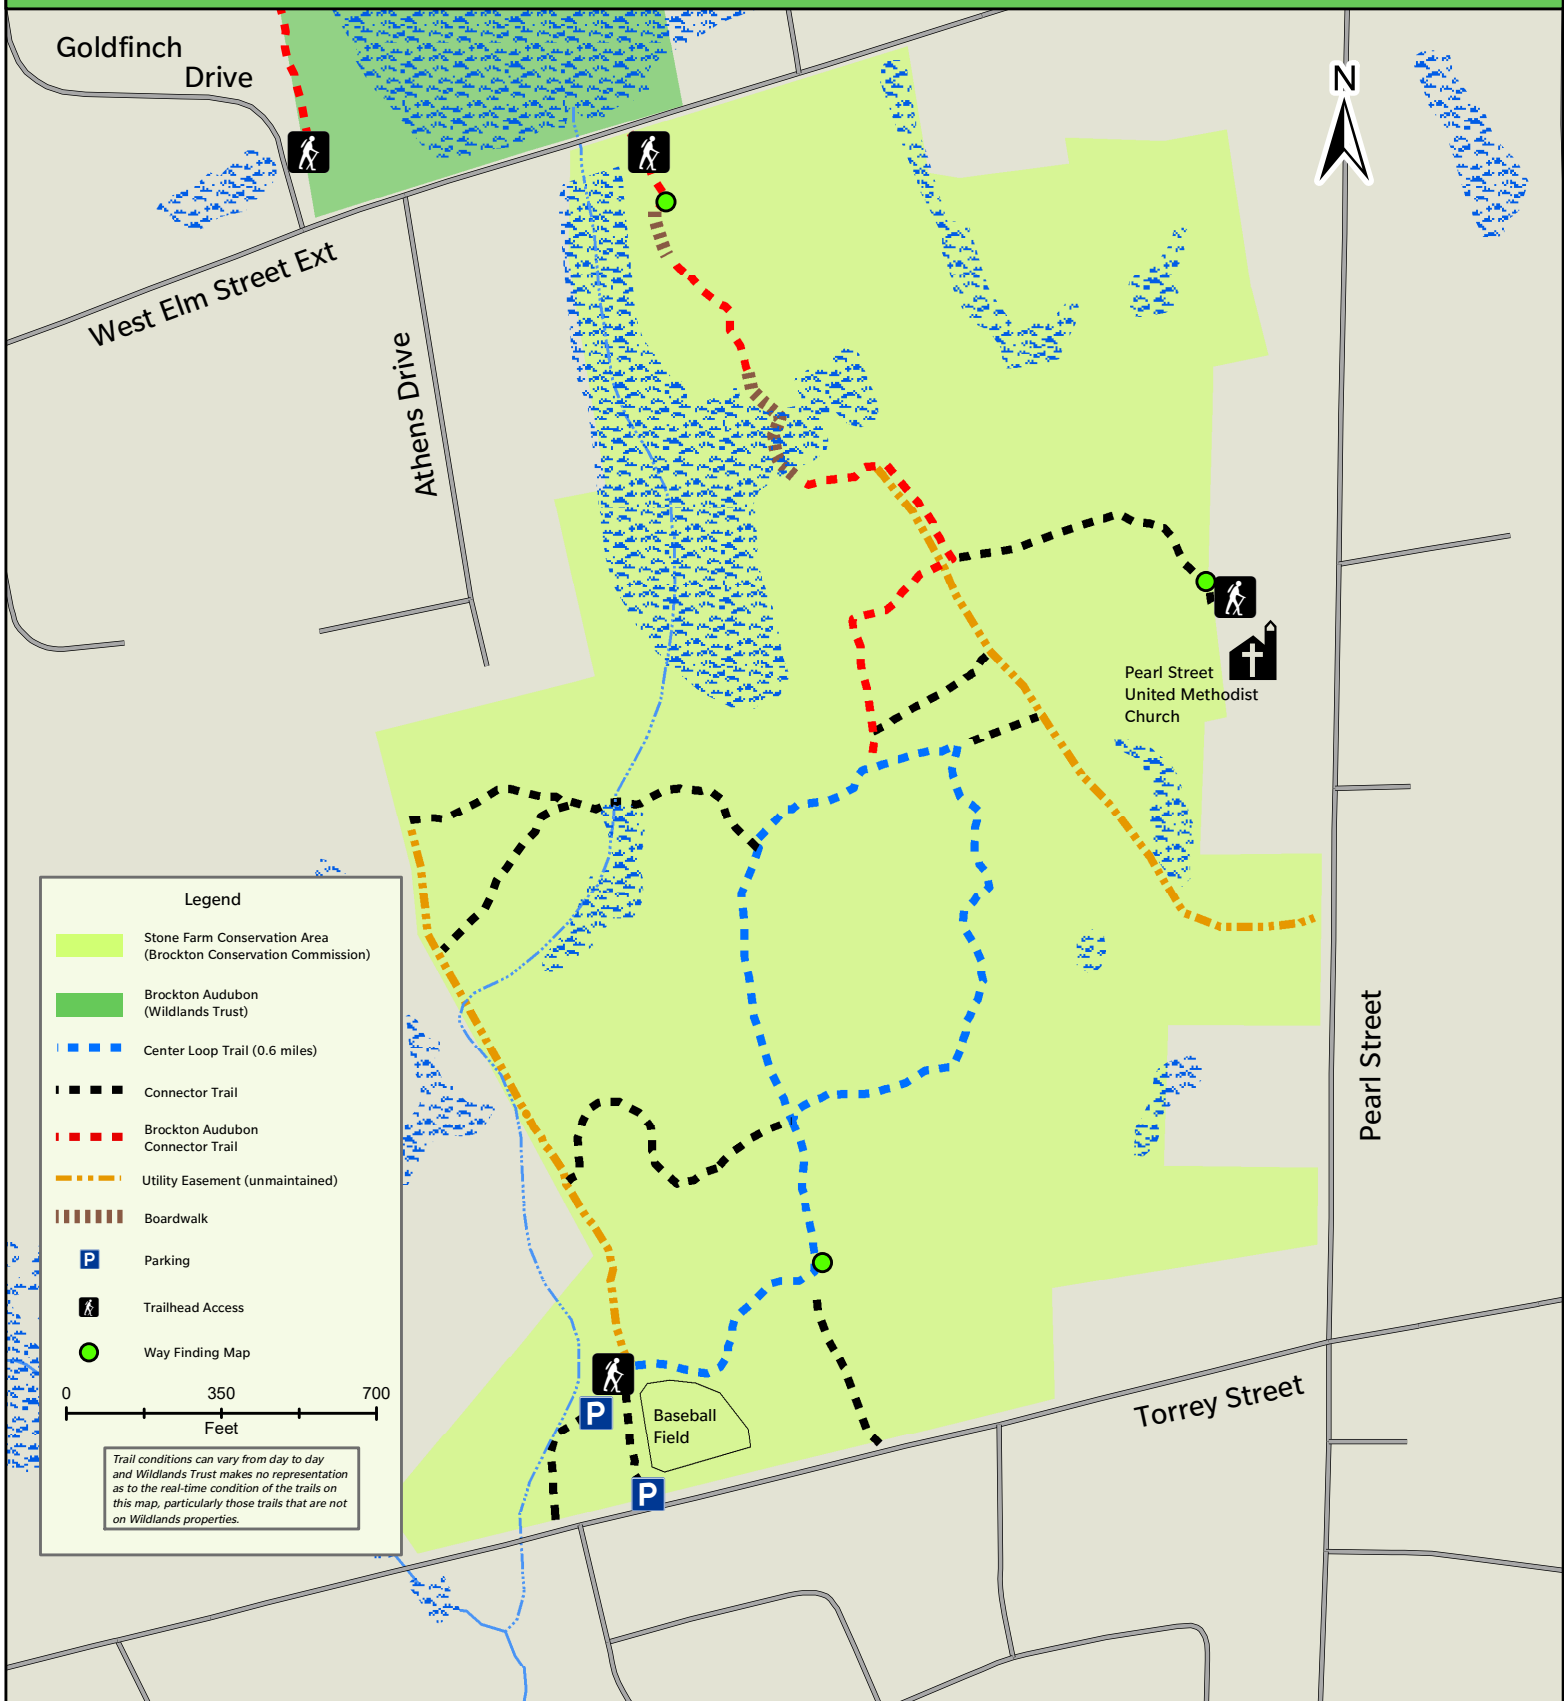 Goldfinch
Drive
N
West Elm Street Ext
Athens Drive
Pearl Street
United Methodist
Church
Legend
Stone Farm Conservation Area
(Brockton Conservation Commission)
Brockton Audubon
(Wildlands Trust)
Center Loop Trail (0.6 miles)
Connector Trail
Brockton Audubon
Connector Trail
Utility Easement (unmaintained)
Boardwalk
P
Parking
Trailhead Access
Way Finding Map
0 350 700
Feet
Trail conditions can vary from day to day
and Wildlands Trust makes no representation
as to the real-time condition of the trails on
this map, particularly those trails that are not
on Wildlands properties.
Pearl Street
P
Baseball
Field
P
Torrey Street